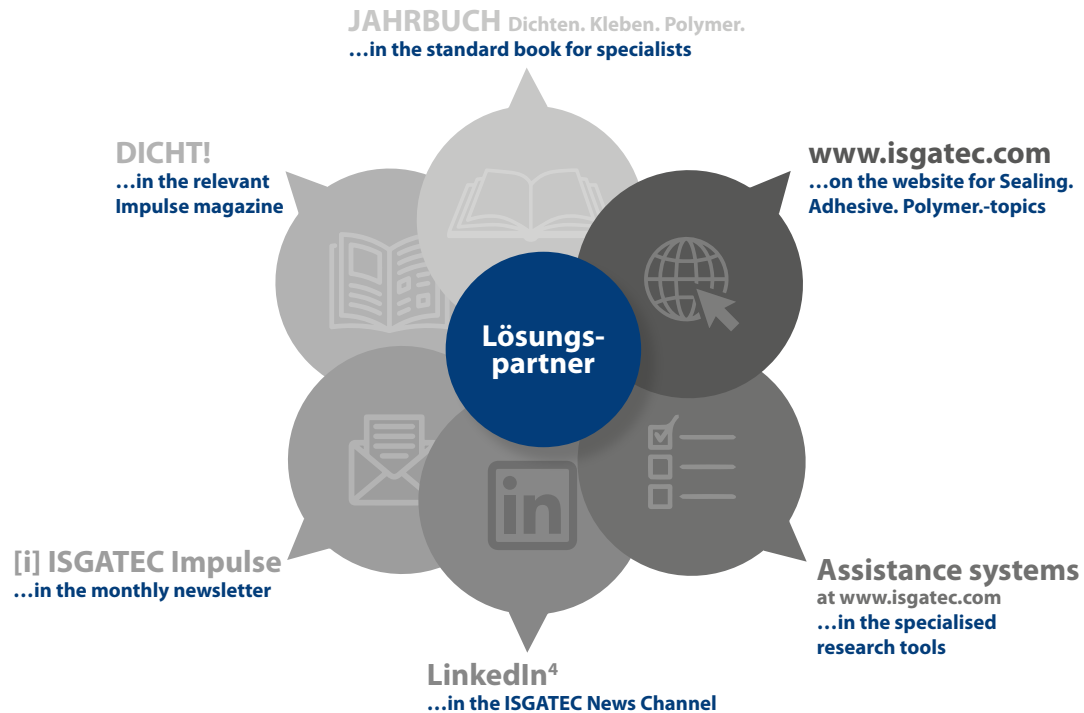 JAHRBUCH Dichten. Kleben. Polymer.
…in the standard book for specialists
DICHT!
…in the relevant
Impulse magazine
www.isgatec.com
…on the website for Sealing.
Adhesive. Polymer.-topics
Lösungs-
partner
in
[i] ISGATEC Impulse
…in the monthly newsletter
Assistance systems
at www.isgatec.com
…in the specialised
research tools
LinkedIn⁴
…in the ISGATEC News Channel